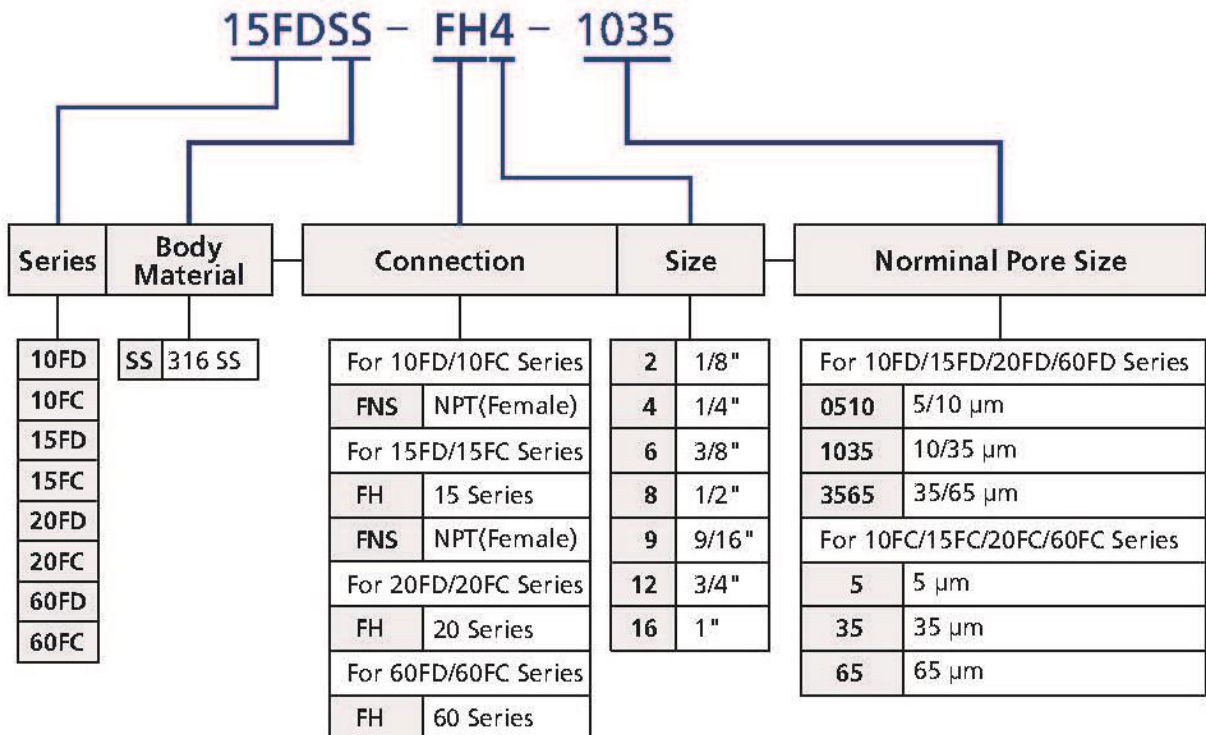 15FDSS - FH4 - 1035
Series
Body
Material
Connection
Size
Norminal Pore Size
10FD
10FC
15FD
15FC
20FD
20FC
60FD
60FC
SS 316 SS
For 10FD/10FC Series
FNS NPT(Female)
For 15FD/15FC Series
FH 15 Series
FNS NPT(Female)
For 20FD/20FC Series
FH 20 Series
For 60FD/60FC Series
FH 60 Series
2 1/8"
4 1/4"
6 3/8"
8 1/2"
9 9/16"
12 3/4"
16 1"
For 10FD/15FD/20FD/60FD Series
0510 5/10 µm
1035 10/35 µm
3565 35/65 µm
For 10FC/15FC/20FC/60FC Series
5 5 µm
35 35 µm
65 65 µm